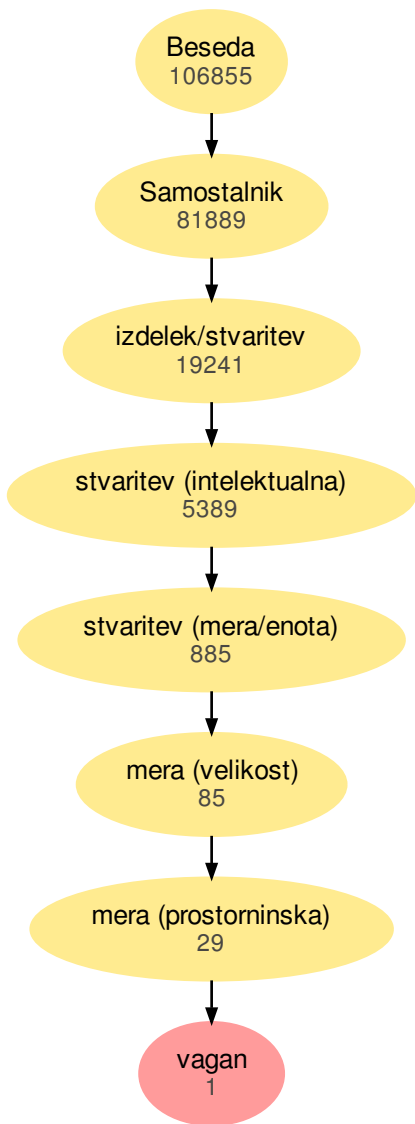 Beseda
106855
Samostalnik
81889
izdelek/stvaritev
19241
stvaritev (intelektualna)
5389
stvaritev (mera/enota)
885
mera (velikost)
85
mera (prostorninska)
29
vagan
1